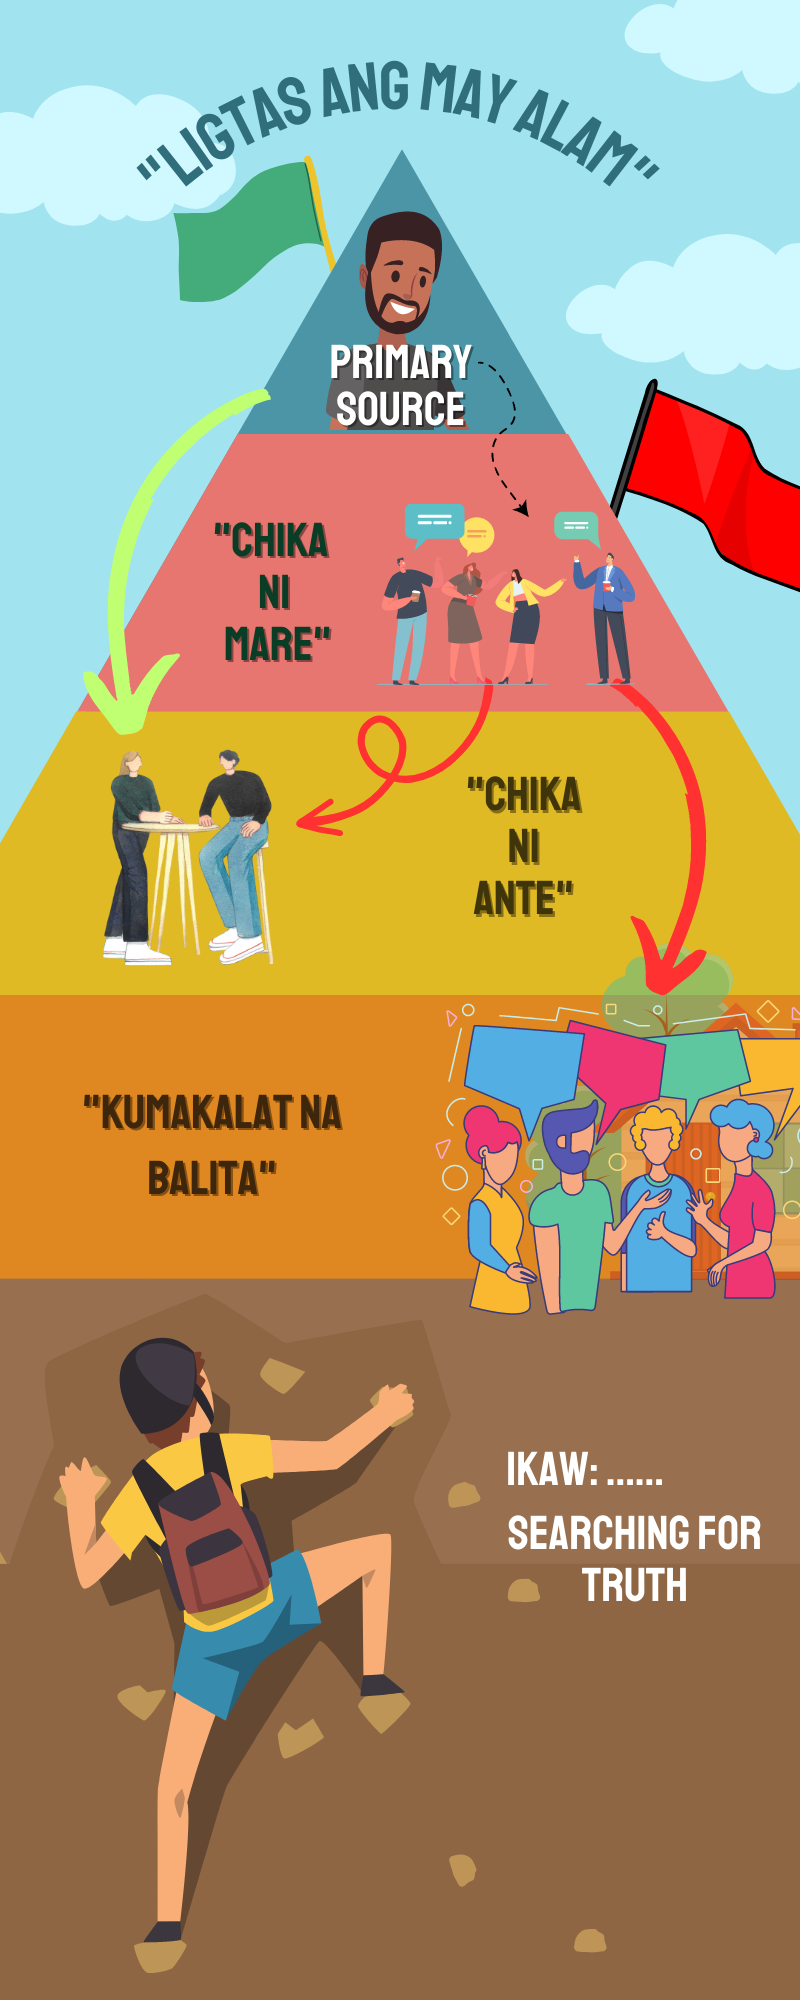 "LIGTAS ANG MAY ALAM"
PRIMARY
SOURCE
"CHIKA
NI
MARE"
"CHIKA
NI
ANTE"
"KUMAKALAT NA
BALITA"
IKAW: ......
SEARCHING FOR
TRUTH